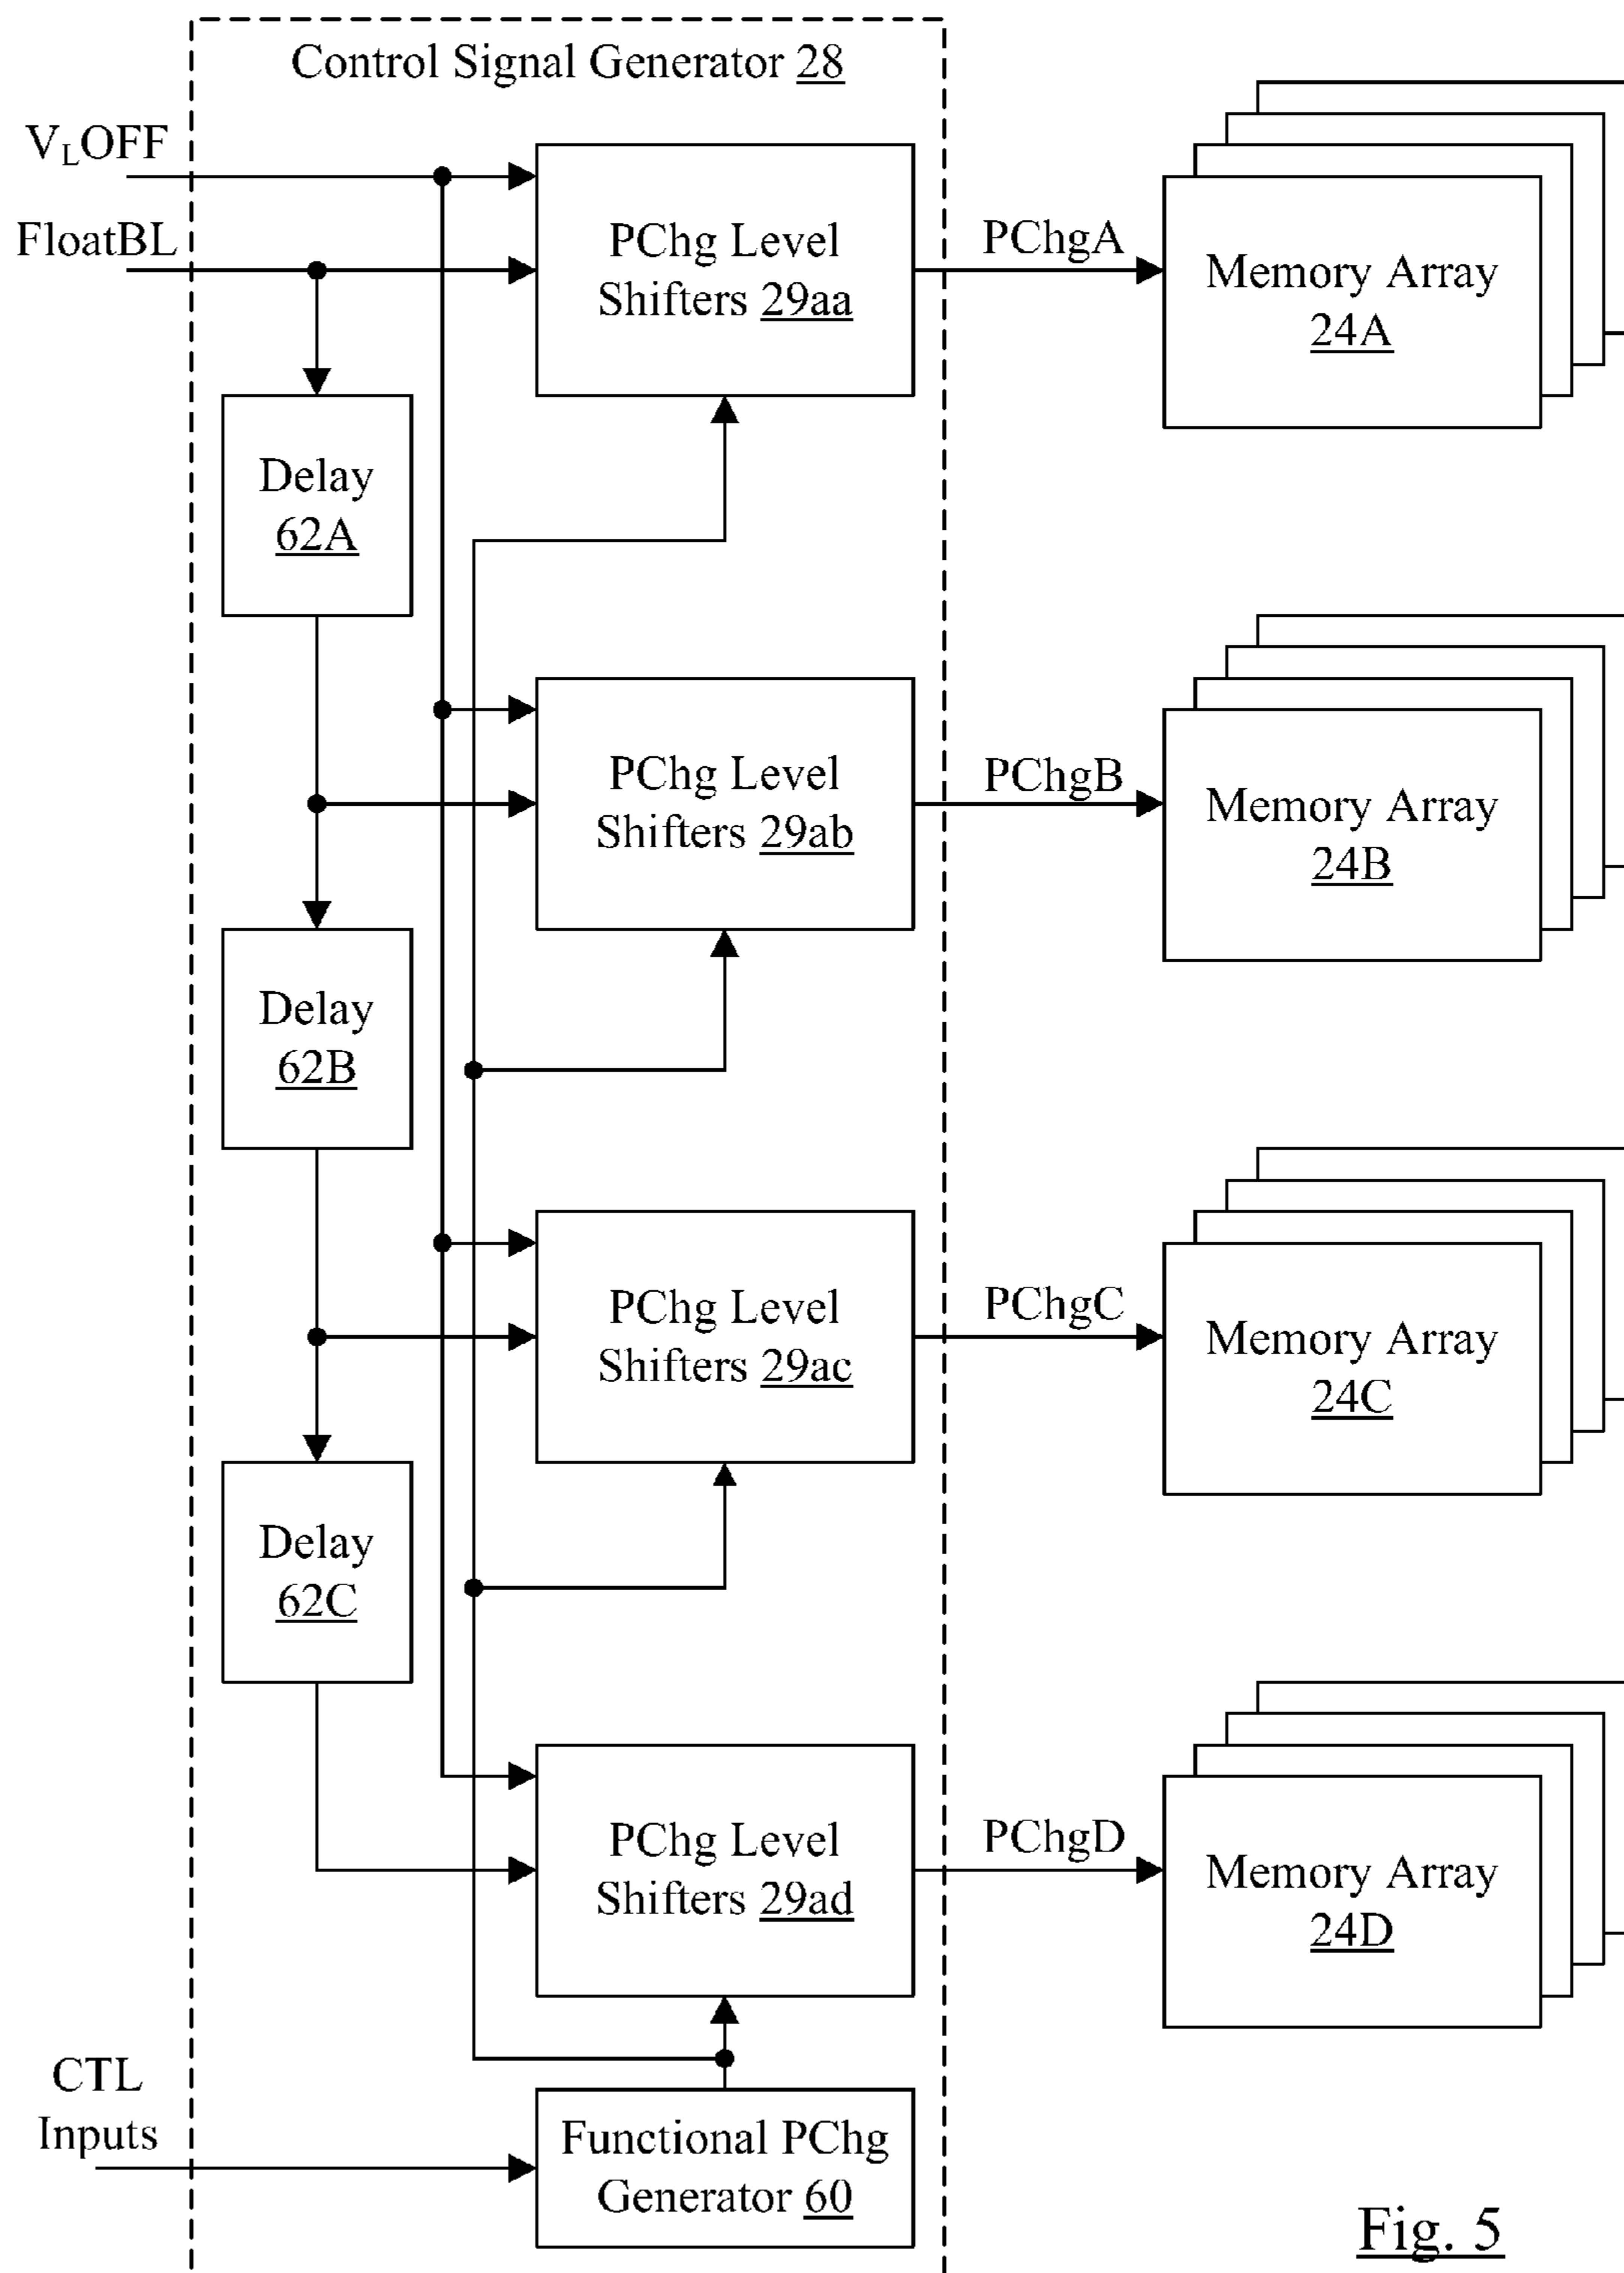 Control Signal Generator 28
VLOFF
FloatBL
PChg Level
Shifters 29aa
PChgA
Memory Array
24A
Delay
62A
PChg Level
Shifters 29ab
PChgB
Memory Array
24B
Delay
62B
PChg Level
Shifters 29ac
PChgC
Memory Array
24C
Delay
62C
PChg Level
Shifters 29ad
PChgD
Memory Array
24D
CTL
Inputs
Functional PChg
Generator 60
Fig. 5